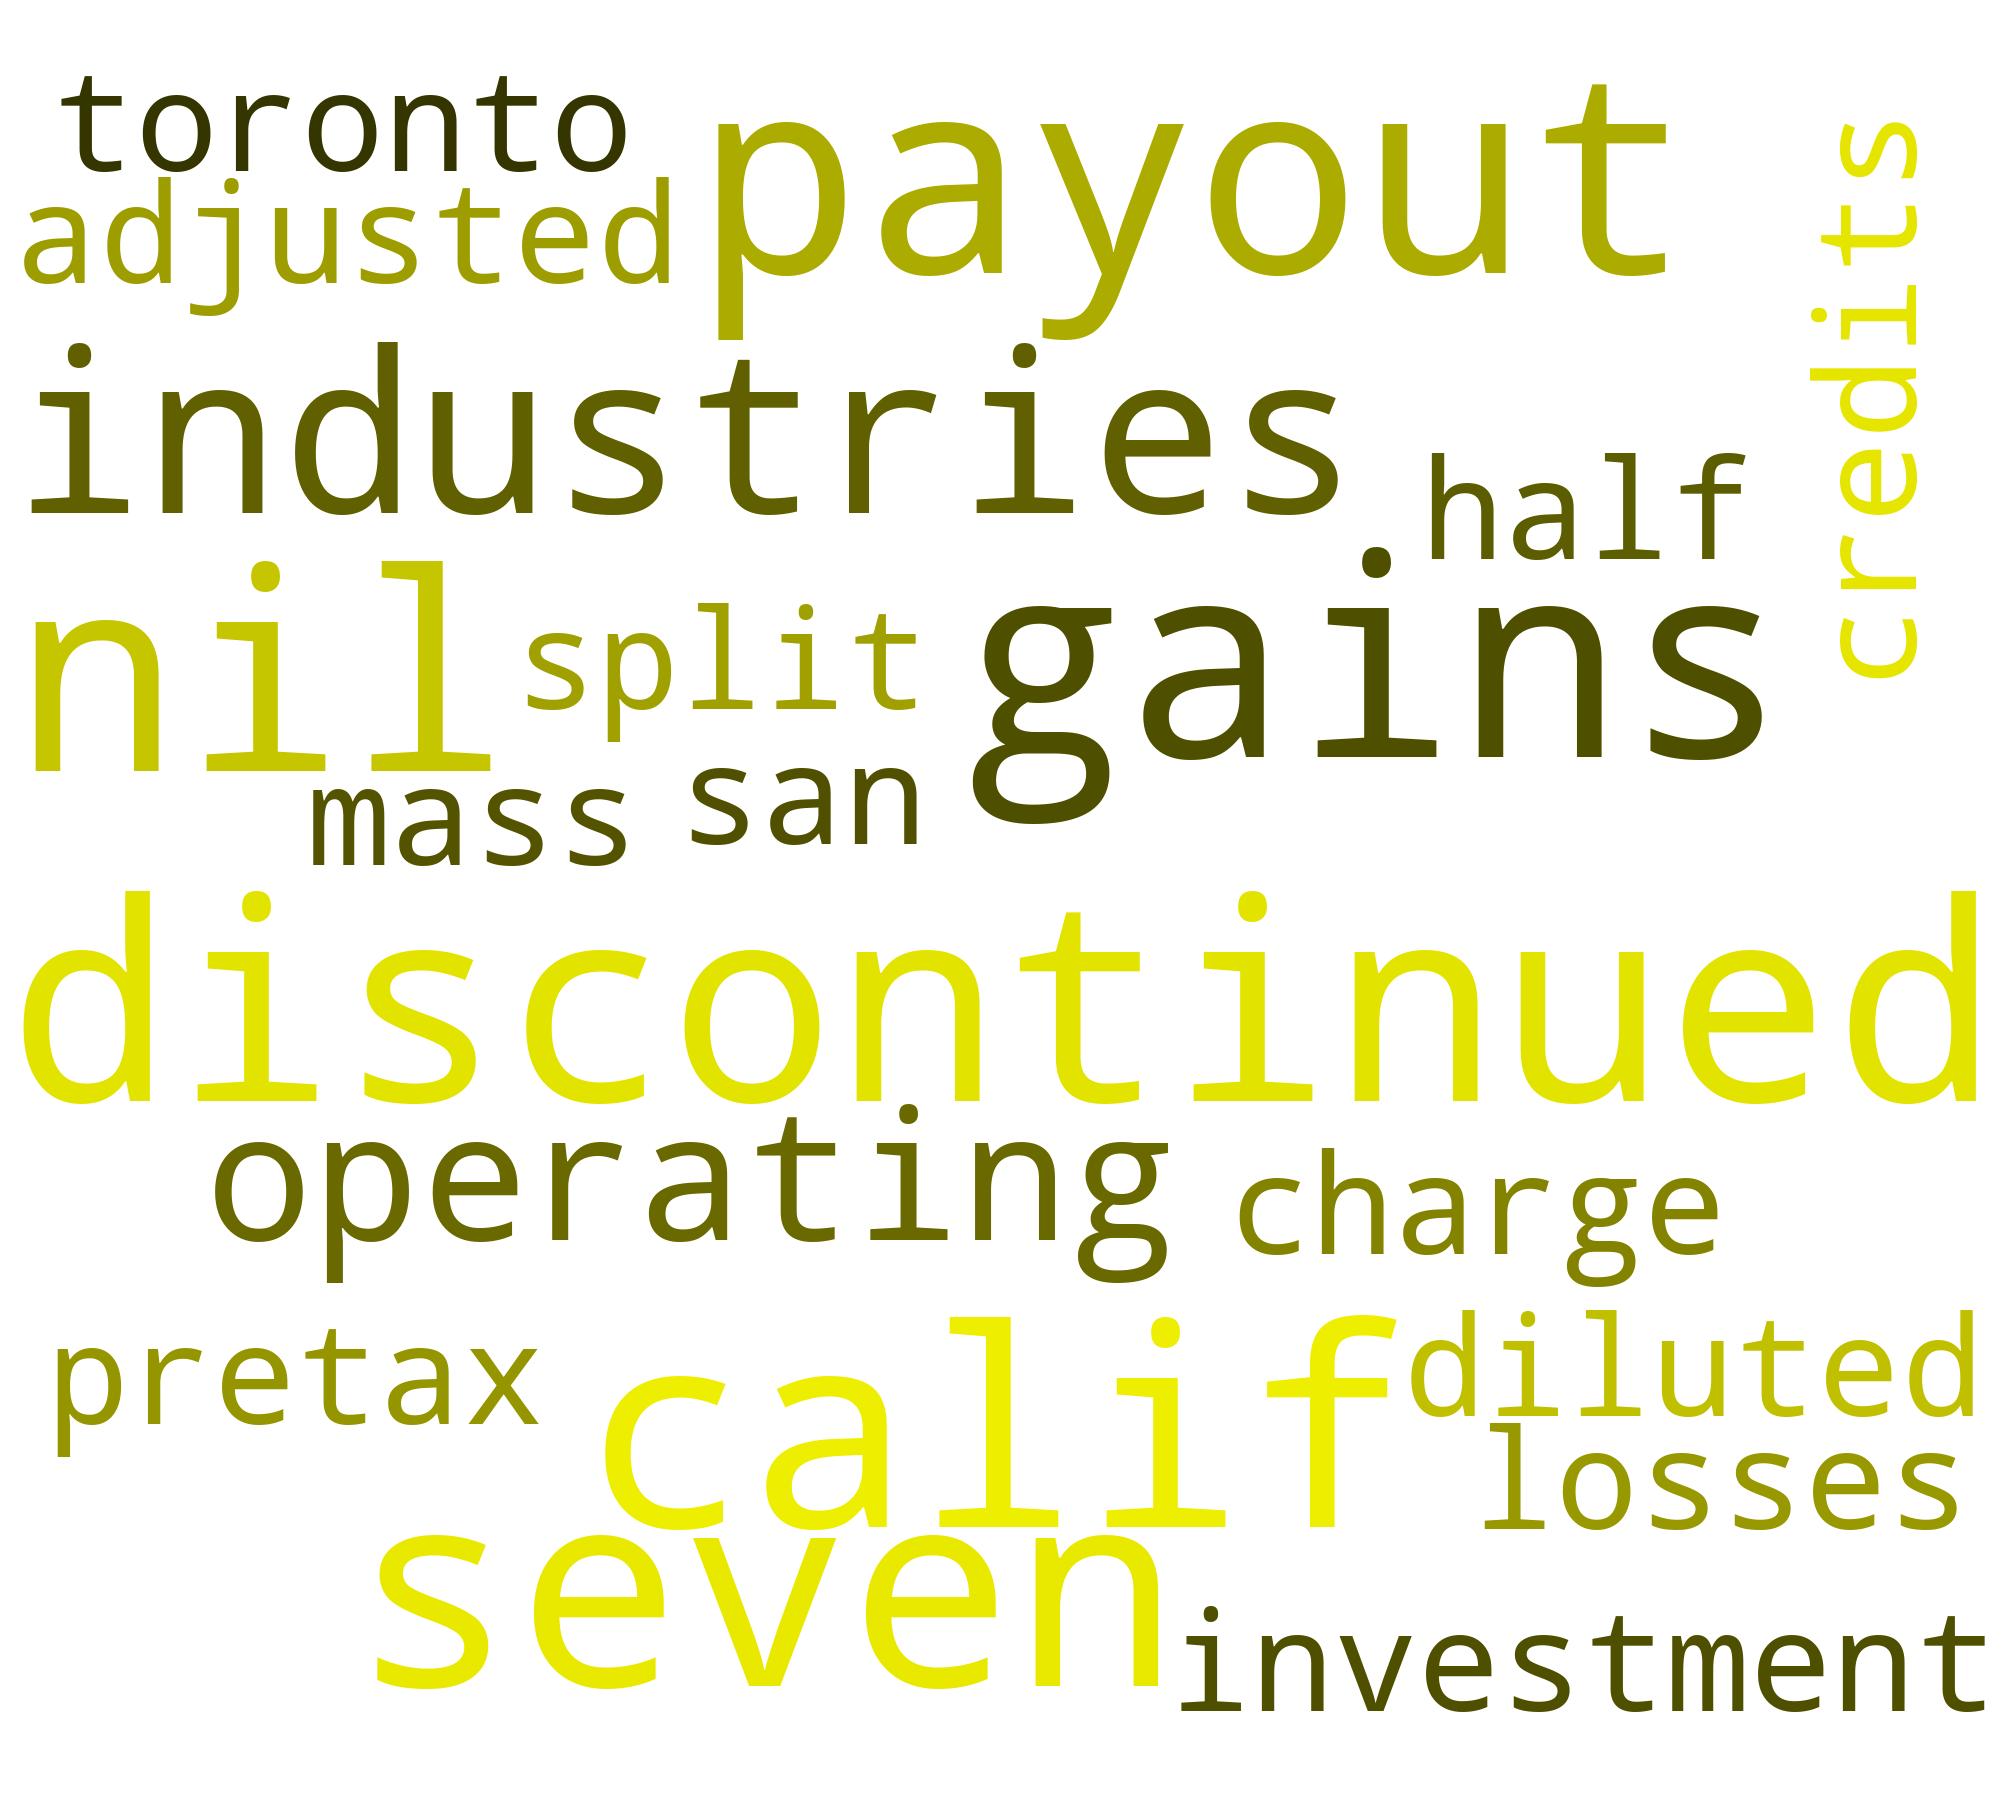 toronto
payout
adjusted
credits
industries
half
nil
split
gains
mass
san
discontinued
operating
charge
pretax
calif
diluted
losses
seven
investment